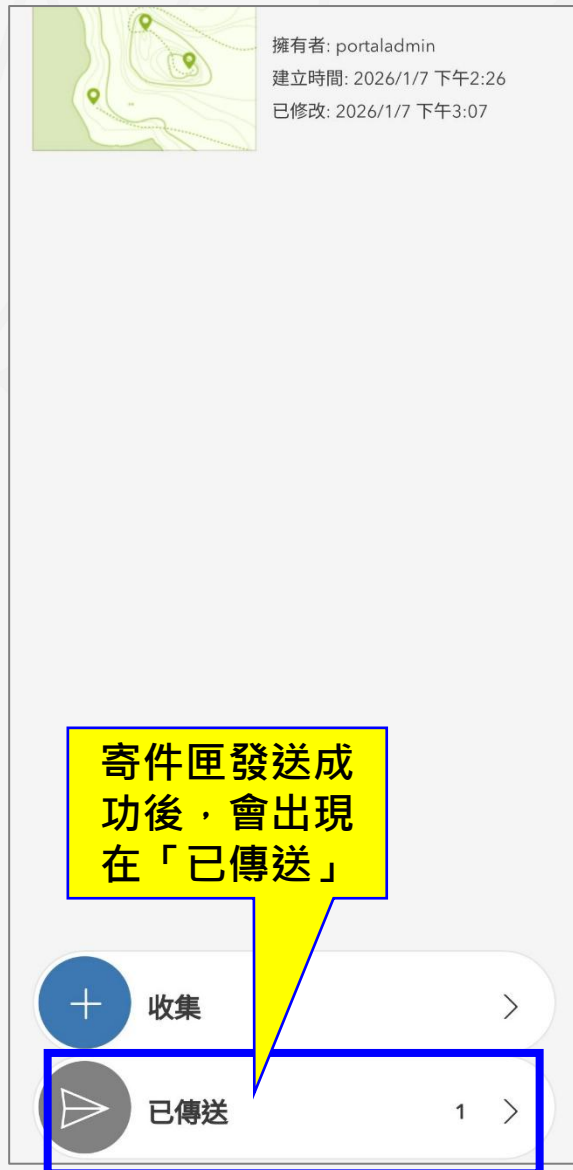 擁有者: portaladmin
建立時間: 2026/1/7 下午2:26
已修改: 2026/1/7 下午3:07
寄件匣發送成
功後，會出現
在「已傳送」
收集
已傳送 1